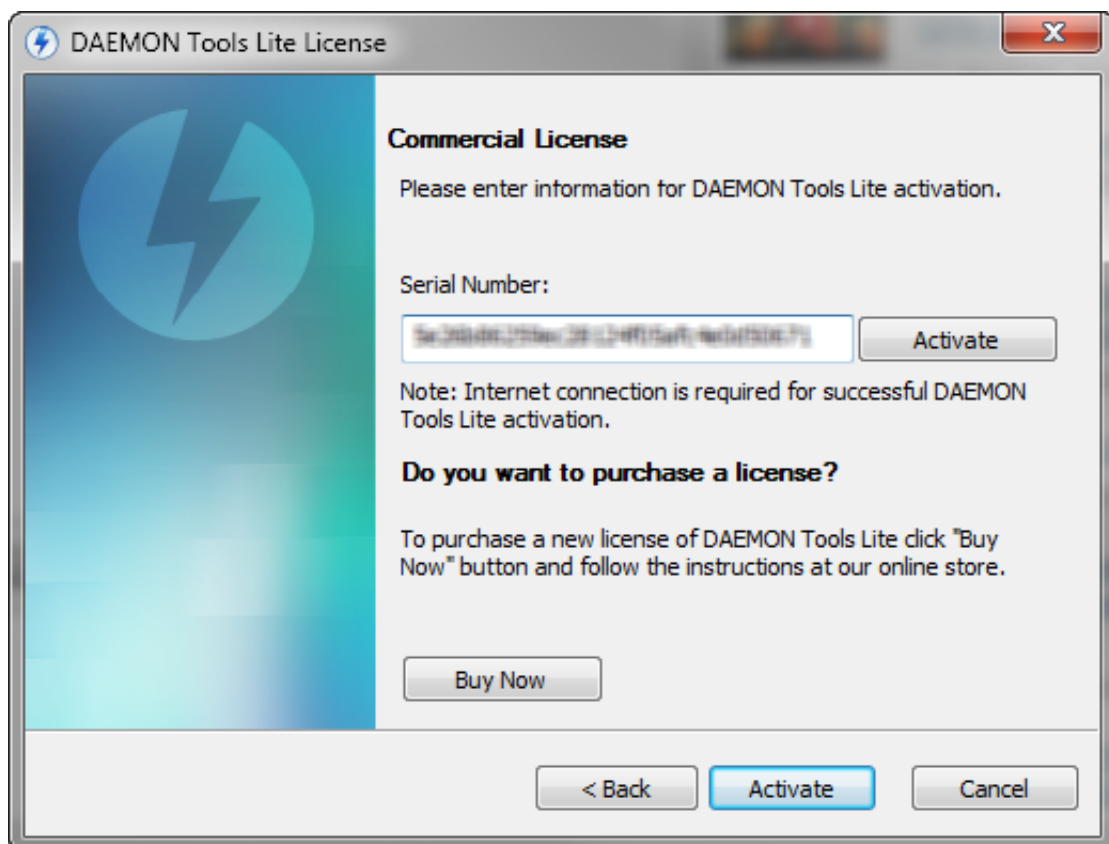 DAEMON Tools Lite License
Commercial License
Please enter information for DAEMON Tools Lite activation.
Serial Number:
Activate
Note: Internet connection is required for successful DAEMON
Tools Lite activation.
Do you want to purchase a license?
To purchase a new license of DAEMON Tools Lite click "Buy
Now" button and follow the instructions at our online store.
Buy Now
< Back Activate Cancel